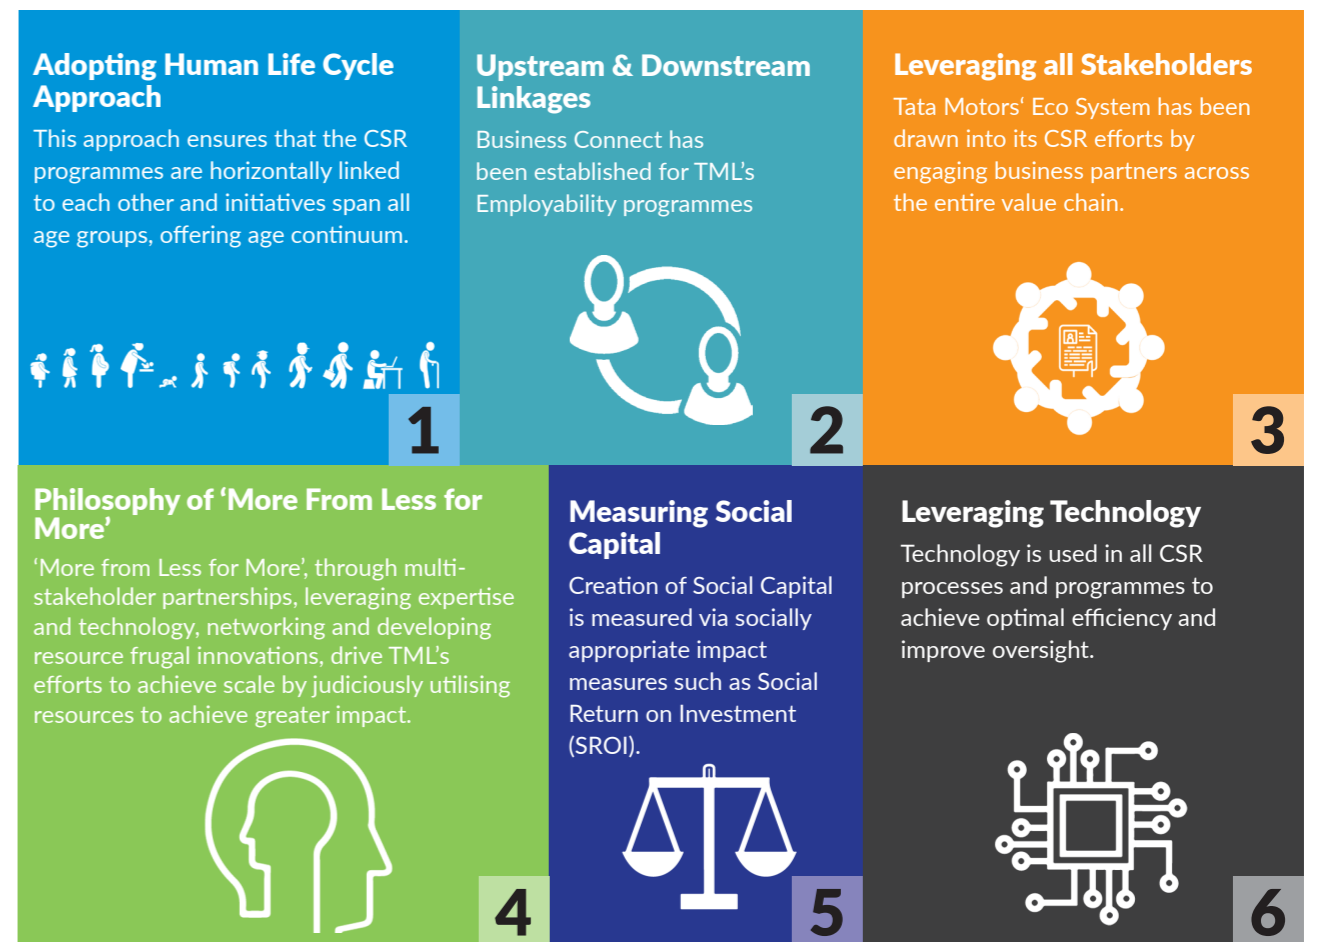 Adopting Human Life Cycle
Approach
This approach ensures that the CSR
programmes are horizontally linked
to each other and initiatives span all
age groups, offering age continuum.
1
Upstream & Downstream
Linkages
Business Connect has
been established for TML’s
Employability programmes
2
Leveraging all Stakeholders
Tata Motors‘ Eco System has been
drawn into its CSR efforts by
engaging business partners across
the entire value chain.
3
Philosophy of ‘More From Less for
More’
‘More from Less for More’, through multi-
stakeholder partnerships, leveraging expertise
and technology, networking and developing
resource frugal innovations, drive TML’s
efforts to achieve scale by judiciously utilising
resources to achieve greater impact.
4
Measuring Social
Capital
Creation of Social Capital
is measured via socially
appropriate impact
measures such as Social
Return on Investment
(SROI).
5
Leveraging Technology
Technology is used in all CSR
processes and programmes to
achieve optimal efficiency and
improve oversight.
6